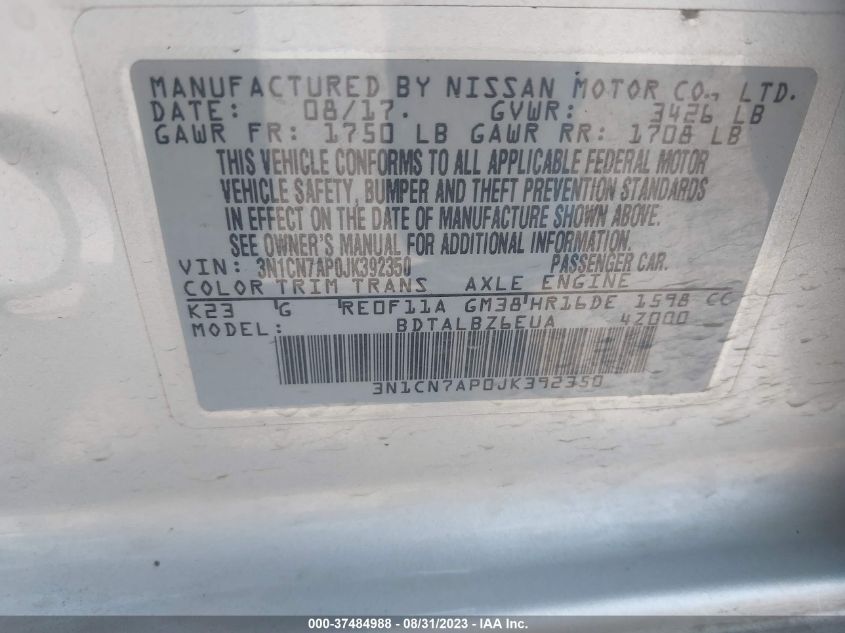 MANUFACTURED BY NISSAN MOTOR CO., LTD.
DATE: 08/17. GVWR: 3426 LB
GAWR FR: 1750 LB GAWR RR: 1708 LB
THIS VEHICLE CONFORMS TO ALL APPLICABLE FEDERAL MOTOR
VEHICLE SAFETY, BUMPER AND THEFT PREVENTION STANDARDS
IN EFFECT ON THE DATE OF MANUFACTURE SHOWN ABOVE.
SEE OWNER'S MANUAL FOR ADDITIONAL INFORMATION.
VIN: 3N1CN7AP0JK392350 PASSENGER CAR.
COLOR TRIM TRANS AXLE ENGINE
K23 G RE0F11A GM38 HR16DE 1598 CC
MODEL: BDTALBZ6EUA 4Z000
3N1CN7AP0JK392350
000-37484988 - 08/31/2023 - IAA Inc.